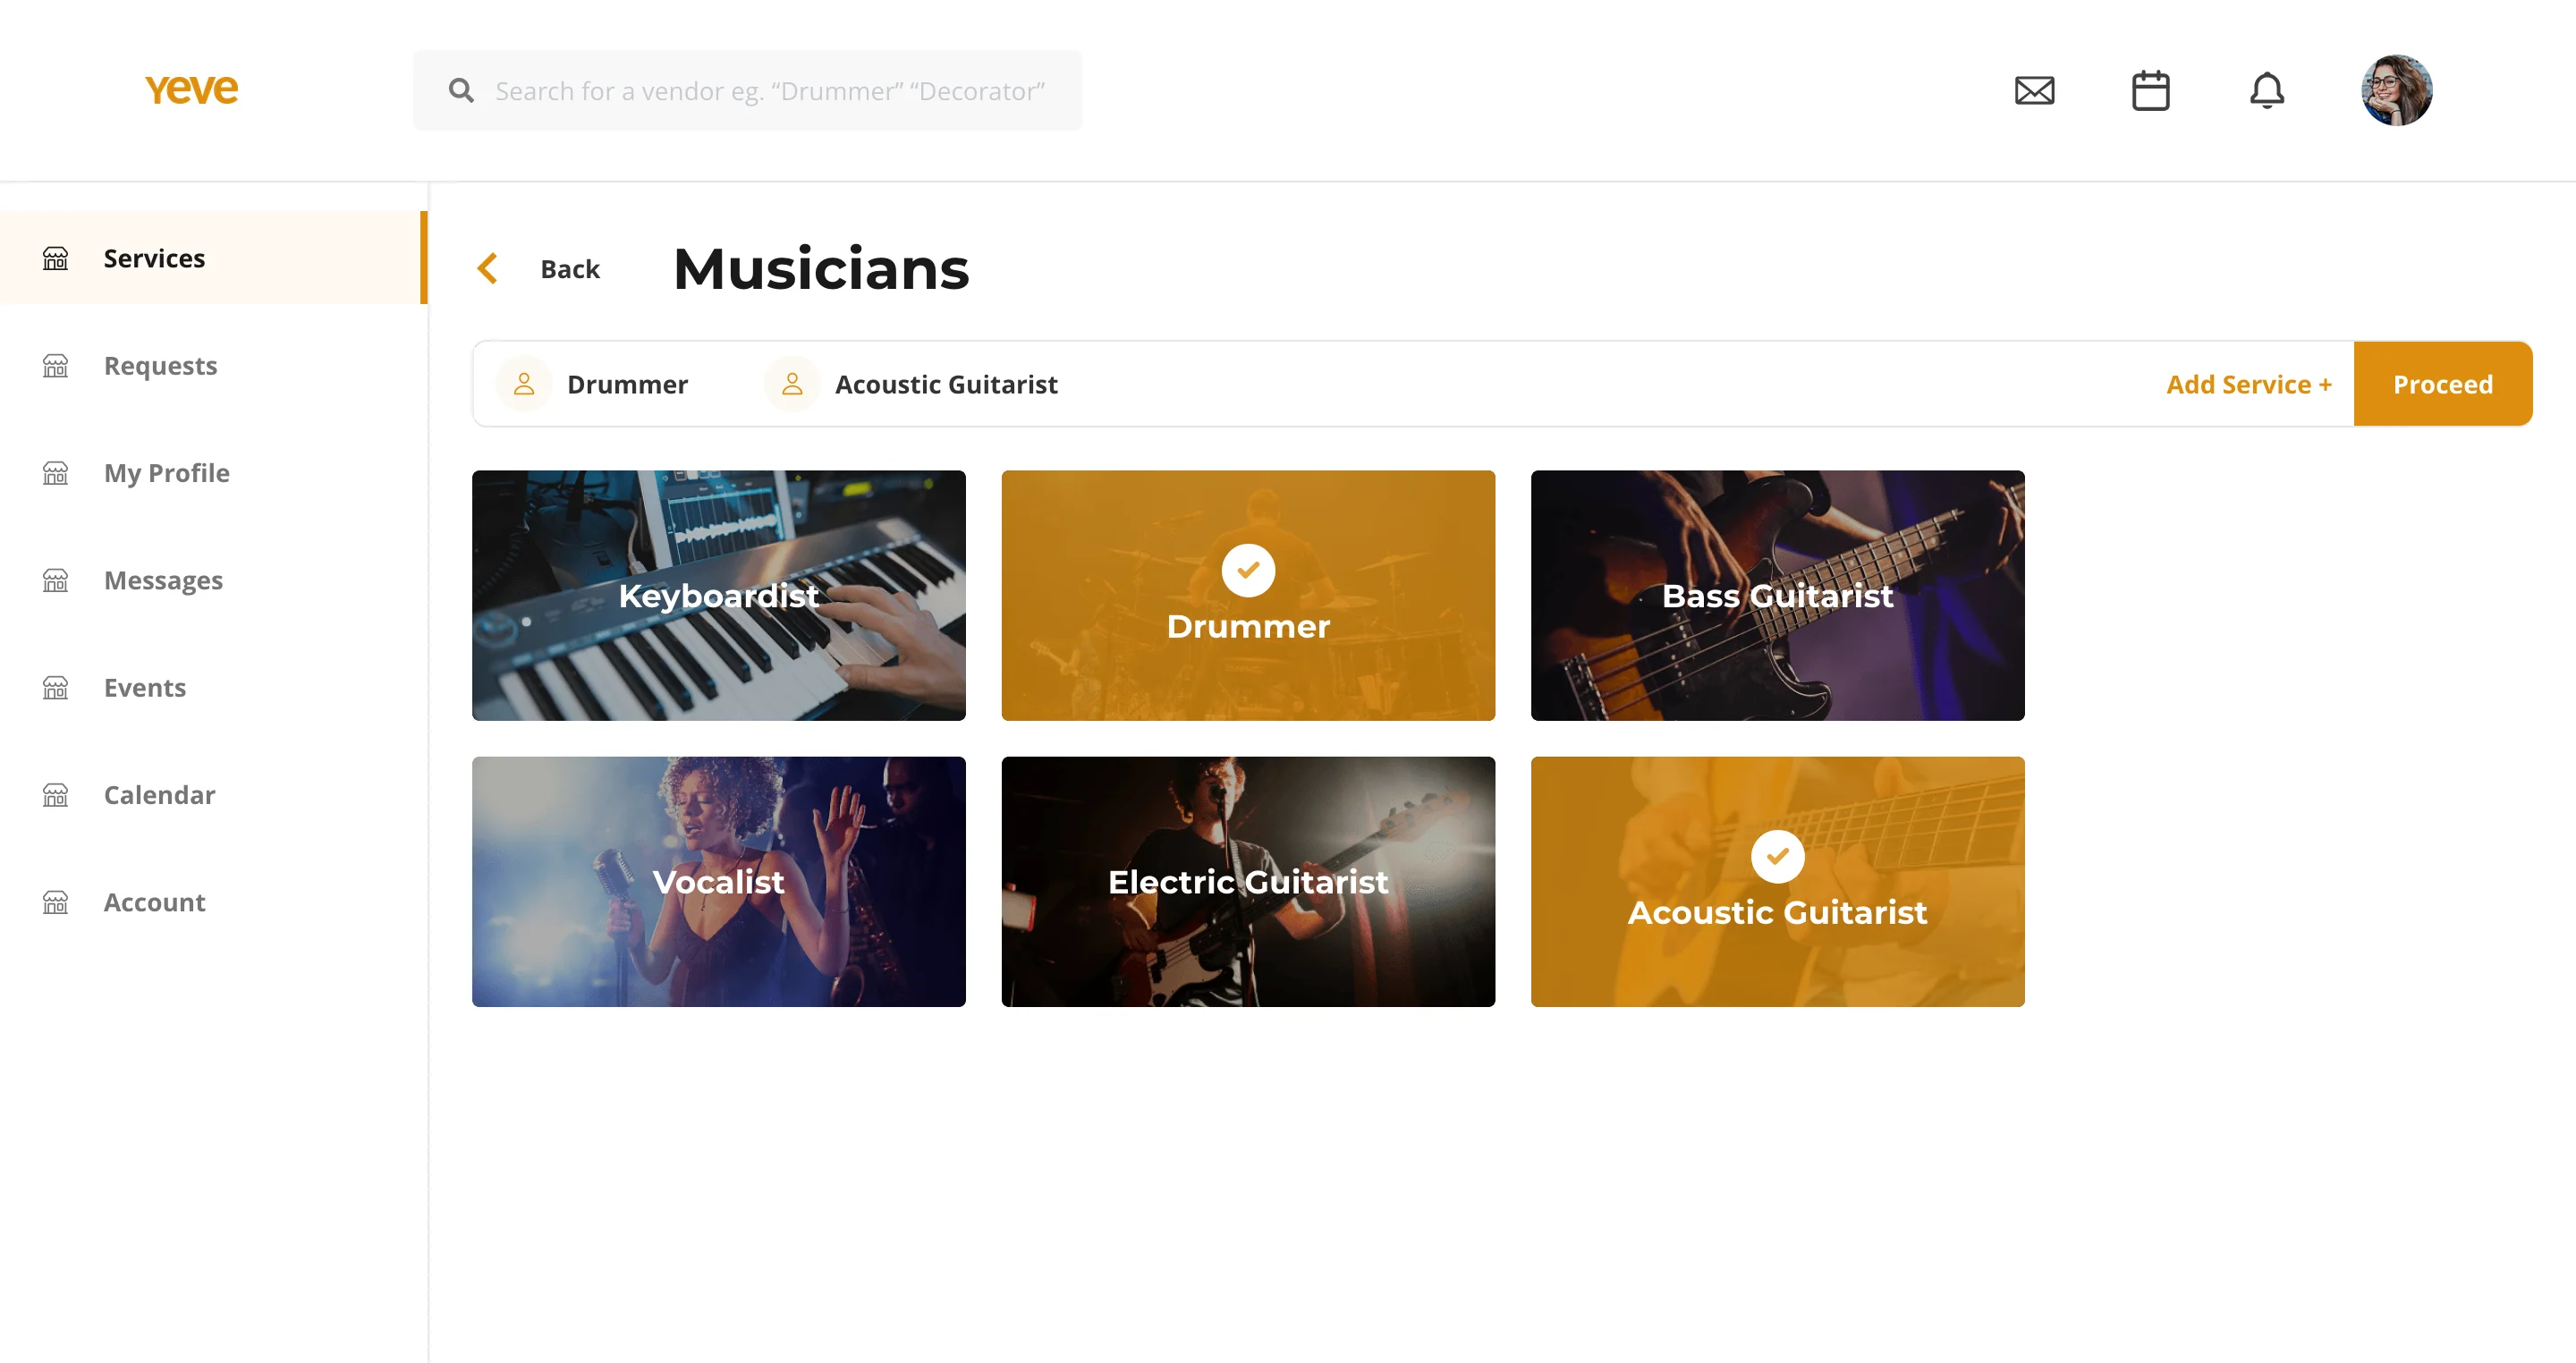 yeve
Search for a vendor eg. “Drummer” “Decorator”
Services
Requests
My Profile
Messages
Events
Calendar
Account
Back
Musicians
Drummer
Acoustic Guitarist
Add Service +
Proceed
Keyboardist
Drummer
Bass Guitarist
Vocalist
Electric Guitarist
Acoustic Guitarist